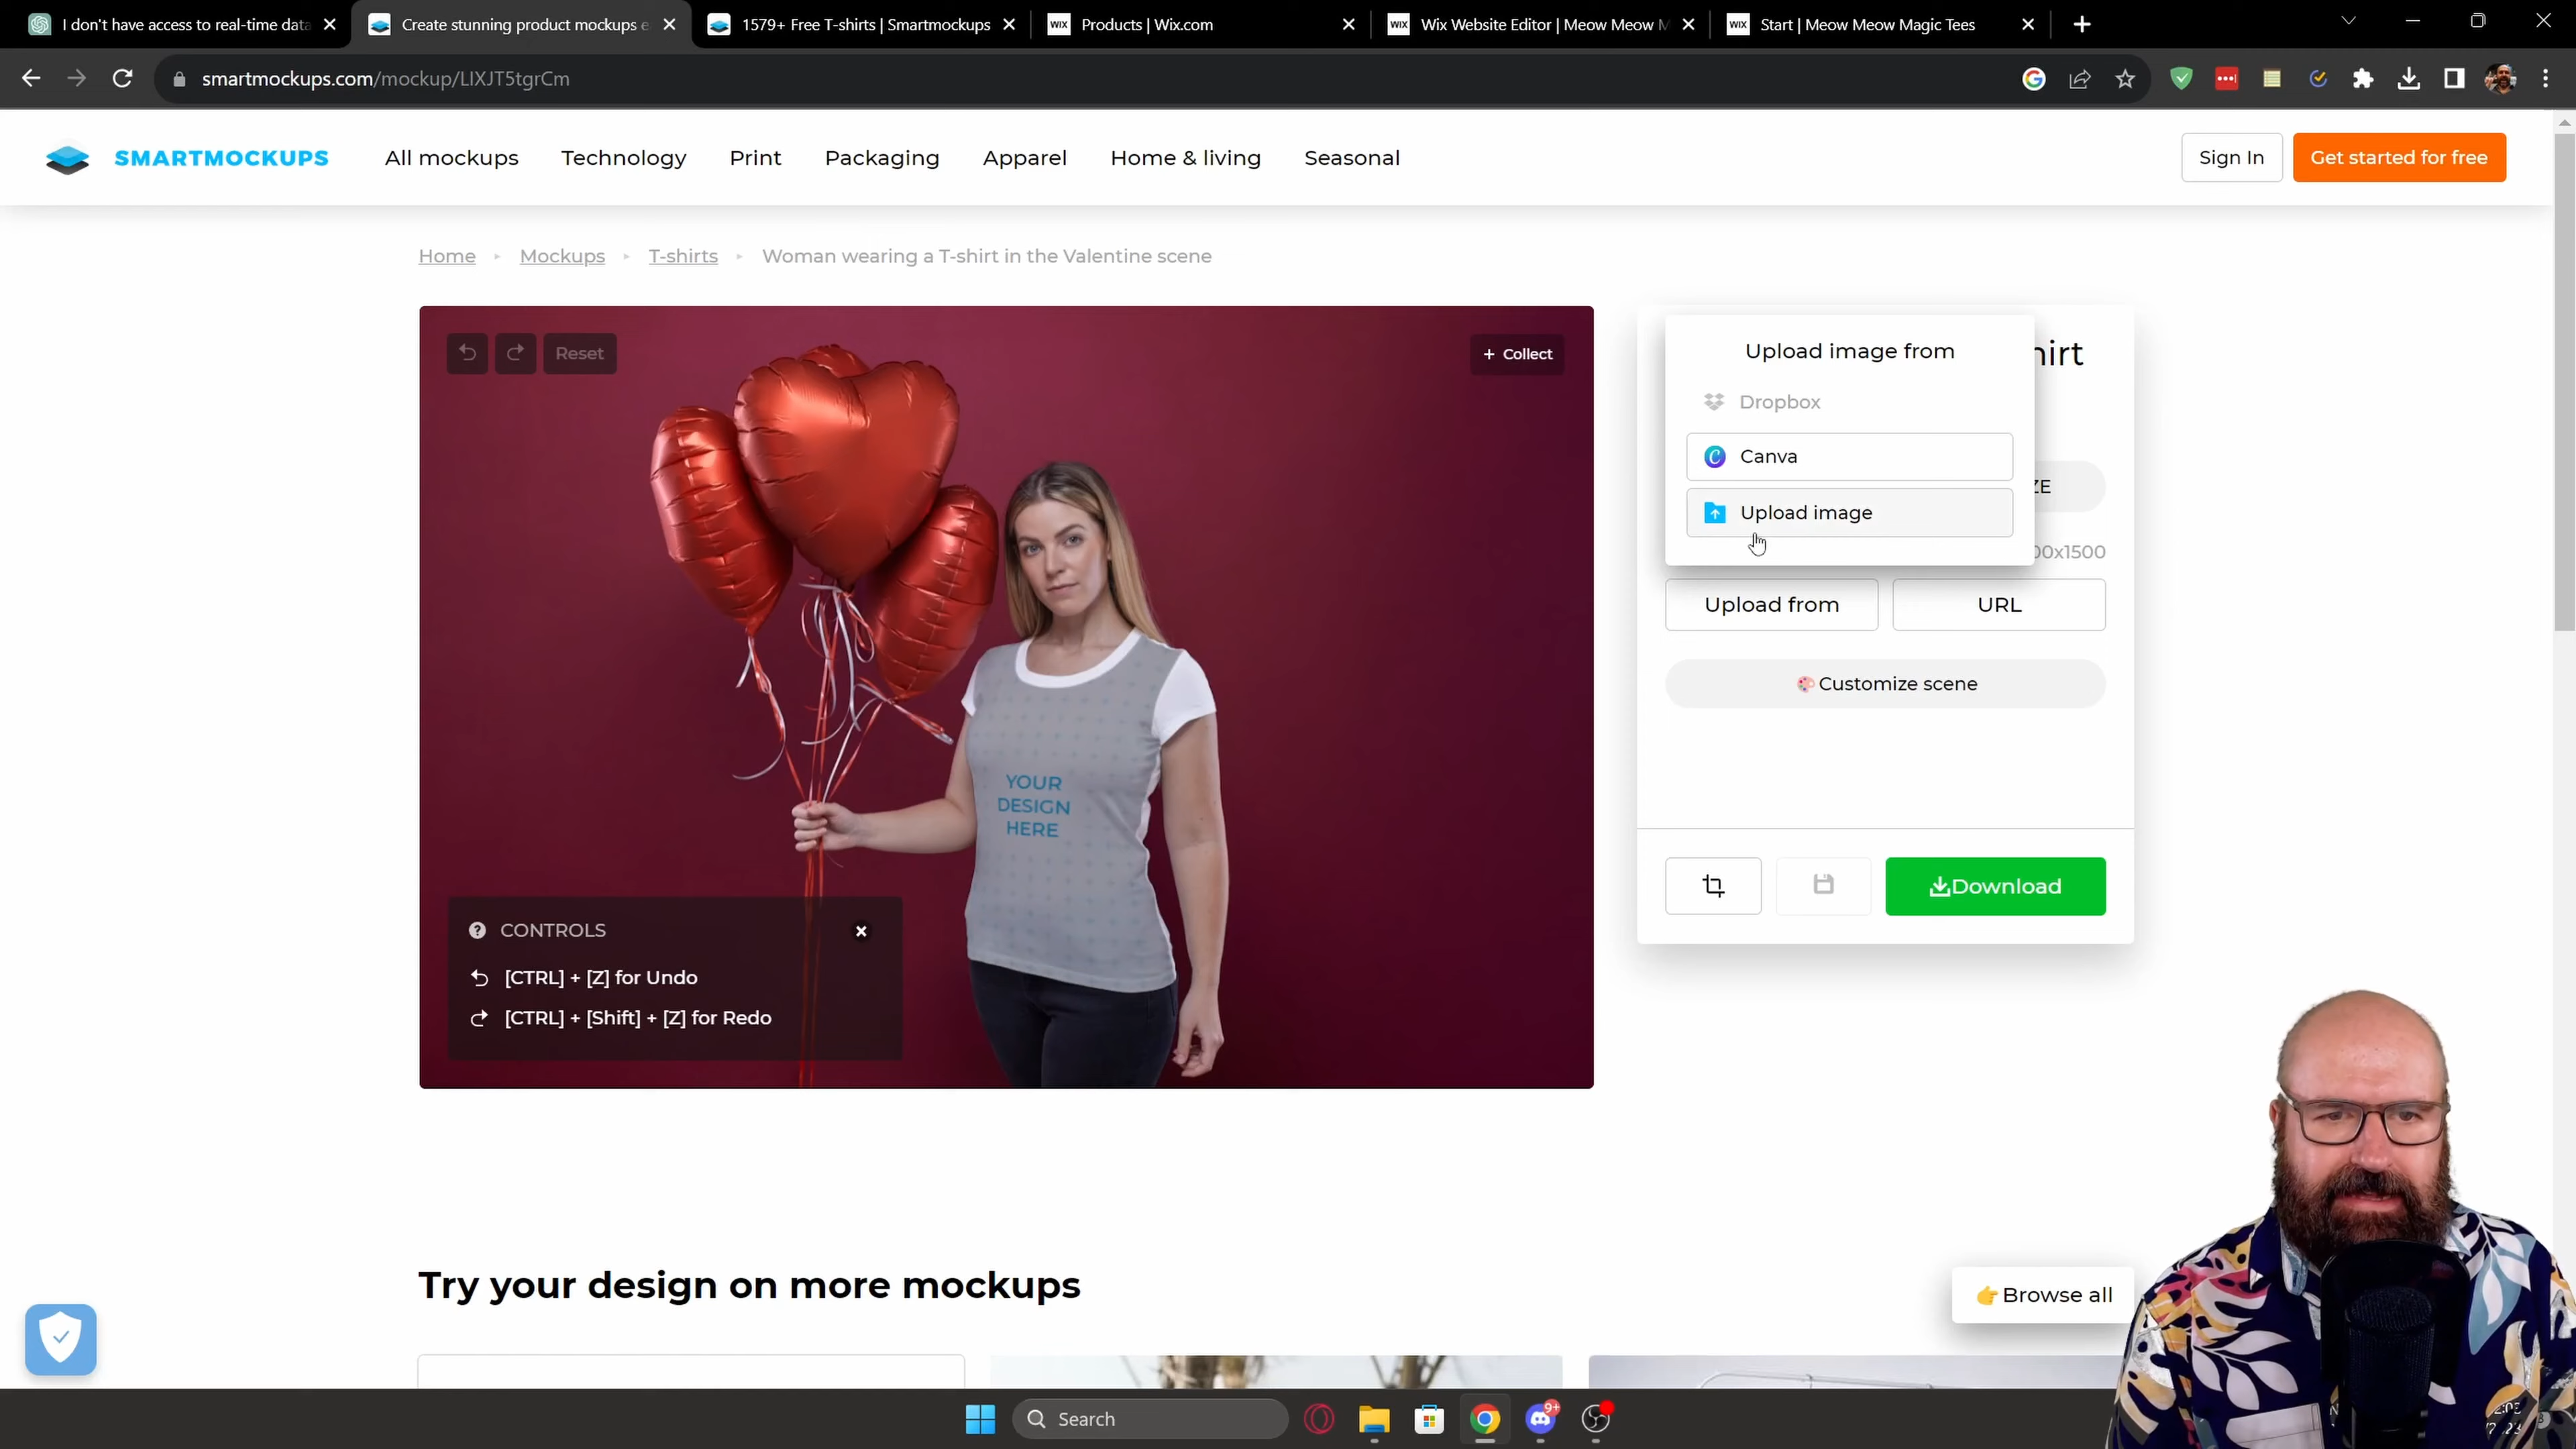 I don't have access to real-time data
Create stunning product mockups e
1579+ Free T-shirts | Smartmockups
WIX Products | Wix.com
WIX Wix Website Editor | Meow Meow M
WIX Start | Meow Meow Magic Tees
smartmockups.com/mockup/LIXJT5tgrCm
SMARTMOCKUPS
All mockups
Technology
Print
Packaging
Apparel
Home & living
Seasonal
Sign In
Get started for free
Home
Mockups
T-shirts
Woman wearing a T-shirt in the Valentine scene
Reset
+ Collect
YOUR
DESIGN
HERE
CONTROLS
[CTRL] + [Z] for Undo
[CTRL] + [Shift] + [Z] for Redo
Upload image from
Dropbox
Canva
Upload image
Upload from
URL
Customize scene
Download
Try your design on more mockups
Browse all
Search
9+